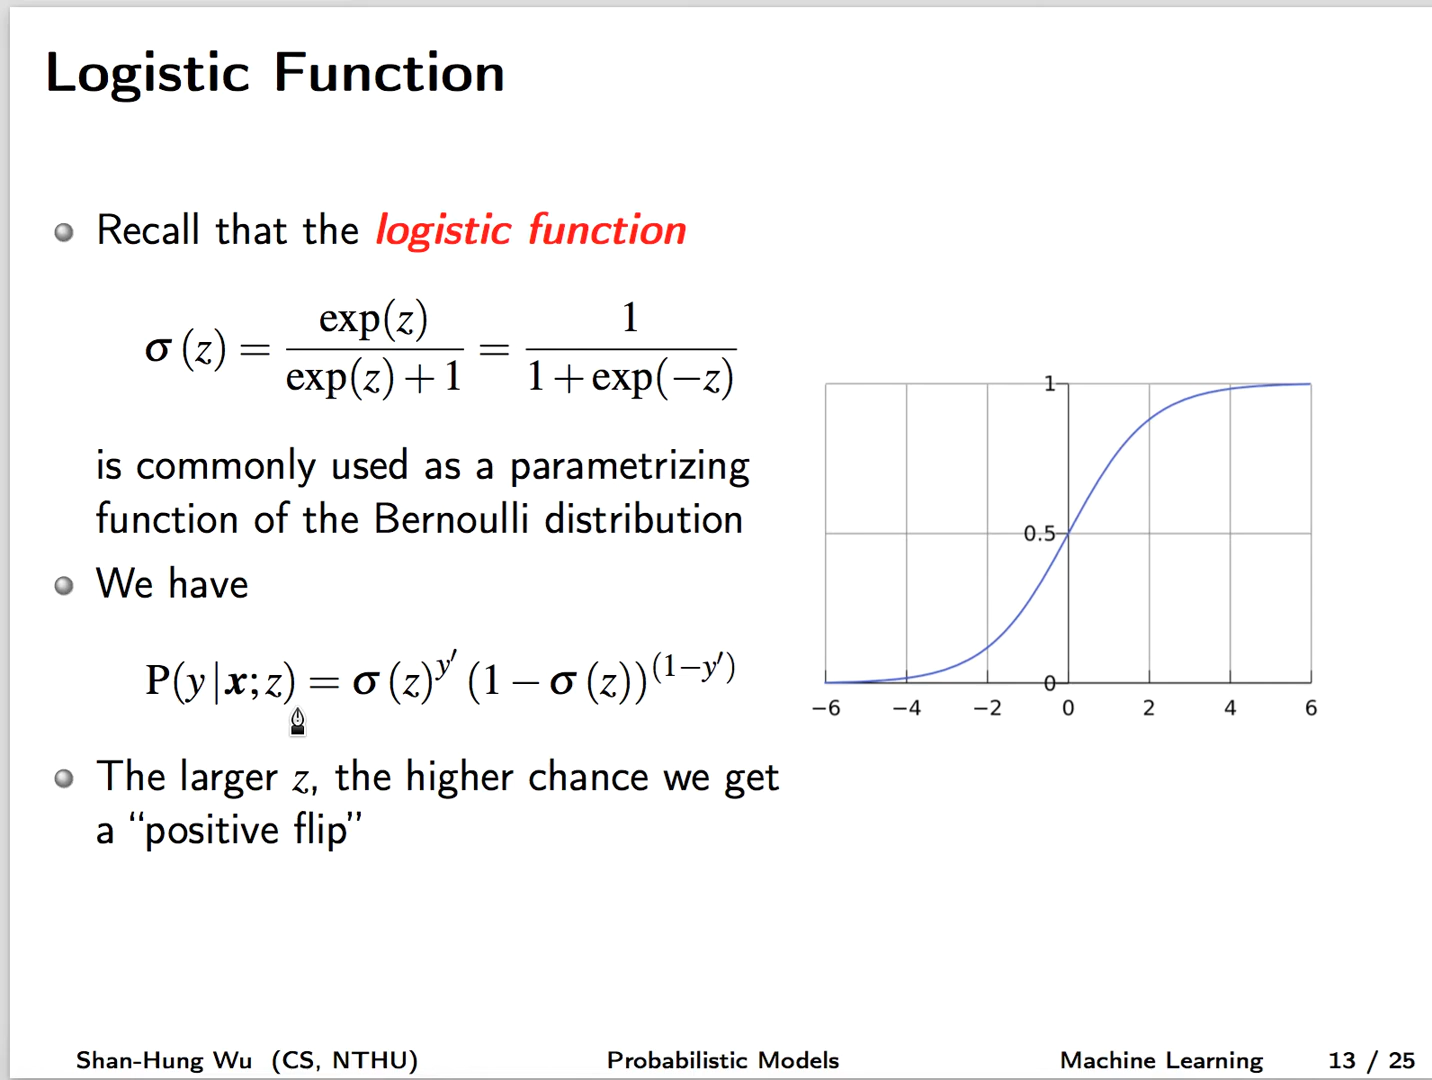 Logistic Function
Recall that the logistic function
σ(z) = exp(z) / (exp(z)+1) = 1 / (1+exp(−z))
is commonly used as a parametrizing
function of the Bernoulli distribution
We have
P(y|x;z) = σ(z)^y′ (1−σ(z))^(1−y′)
The larger z, the higher chance we get
a “positive flip”
1
0.5
0
−6 −4 −2 0 2 4 6
Shan-Hung Wu (CS, NTHU) Probabilistic Models Machine Learning 13 / 25